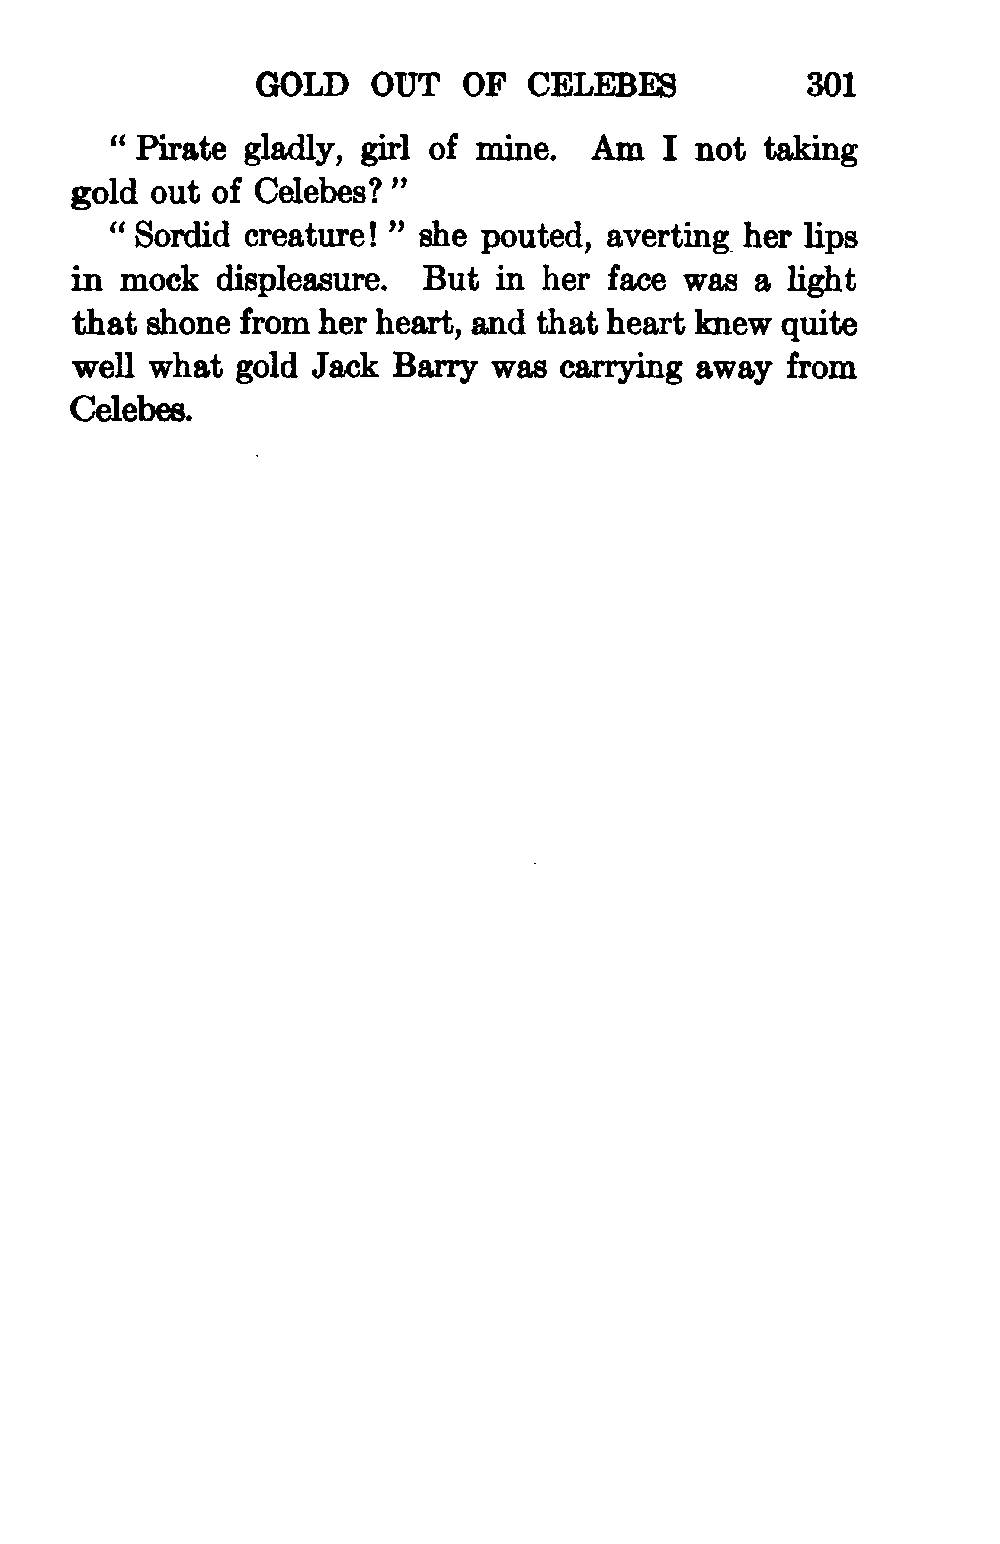 GOLD OUT OF CELEBES 301
“ Pirate gladly, girl of mine. Am I not taking
gold out of Celebes? ”
“ Sordid creature! ” she pouted, averting her lips
in mock displeasure. But in her face was a light
that shone from her heart, and that heart knew quite
well what gold Jack Barry was carrying away from
Celebes.